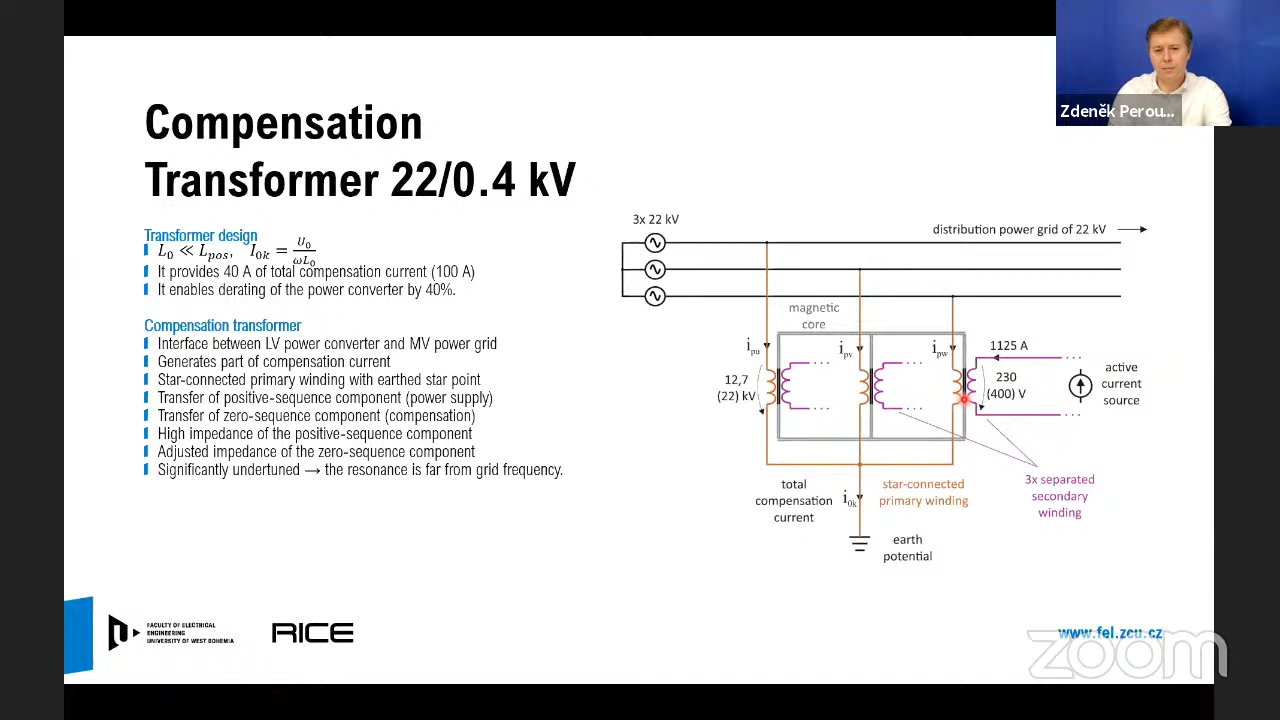 Zdeněk Perou...
Compensation
Transformer 22/0.4 kV
Transformer design
L₀ ≪ Lₚₒₛ, I₀ₖ = U₀/ωL₀
It provides 40 A of total compensation current (100 A)
It enables derating of the power converter by 40%.
Compensation transformer
Interface between LV power converter and MV power grid
Generates part of compensation current
Star-connected primary winding with earthed star point
Transfer of positive-sequence component (power supply)
Transfer of zero-sequence component (compensation)
High impedance of the positive-sequence component
Adjusted impedance of the zero-sequence component
Significantly undertuned → the resonance is far from grid frequency.
3x 22 kV
distribution power grid of 22 kV
magnetic
core
ipu
ipv
ipw
1125 A
12,7
(22) kV
230
(400) V
active
current
source
total
compensation
current
i0k
star-connected
primary winding
3x separated
secondary
winding
earth
potential
FACULTY OF ELECTRICAL
ENGINEERING
UNIVERSITY OF WEST BOHEMIA
RICE
www.fel.zcu.cz
zoom